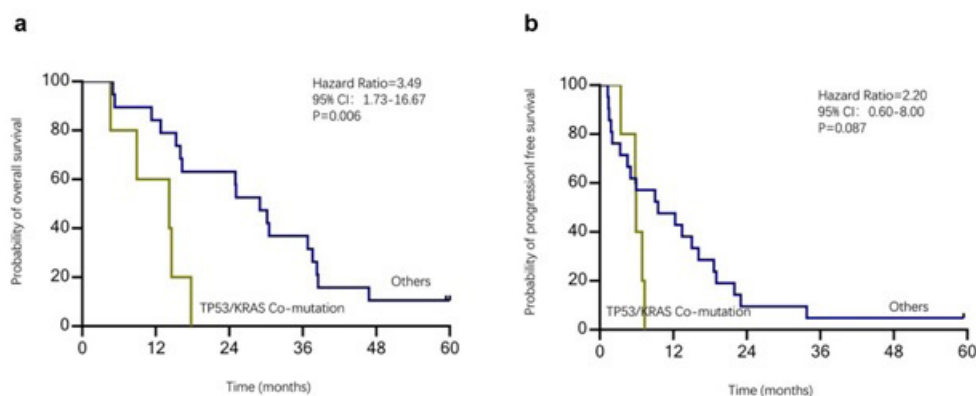 a
Hazard Ratio=3.49
95% CI: 1.73-16.67
P=0.006
Probability of overall survival
100
80
60
40
20
0
Others
TP53/KRAS Co-mutation
0 12 24 36 48 60
Time (months)
b
Hazard Ratio=2.20
95% CI: 0.60-8.00
P=0.087
Probability of progressionl free survival
100
80
60
40
20
0
Others
TP53/KRAS Co-mutation
0 12 24 36 48 60
Time (months)